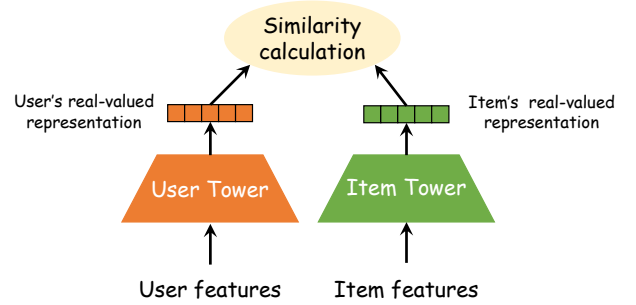 Similarity
calculation
User's real-valued
representation
Item's real-valued
representation
User Tower
Item Tower
User features
Item features